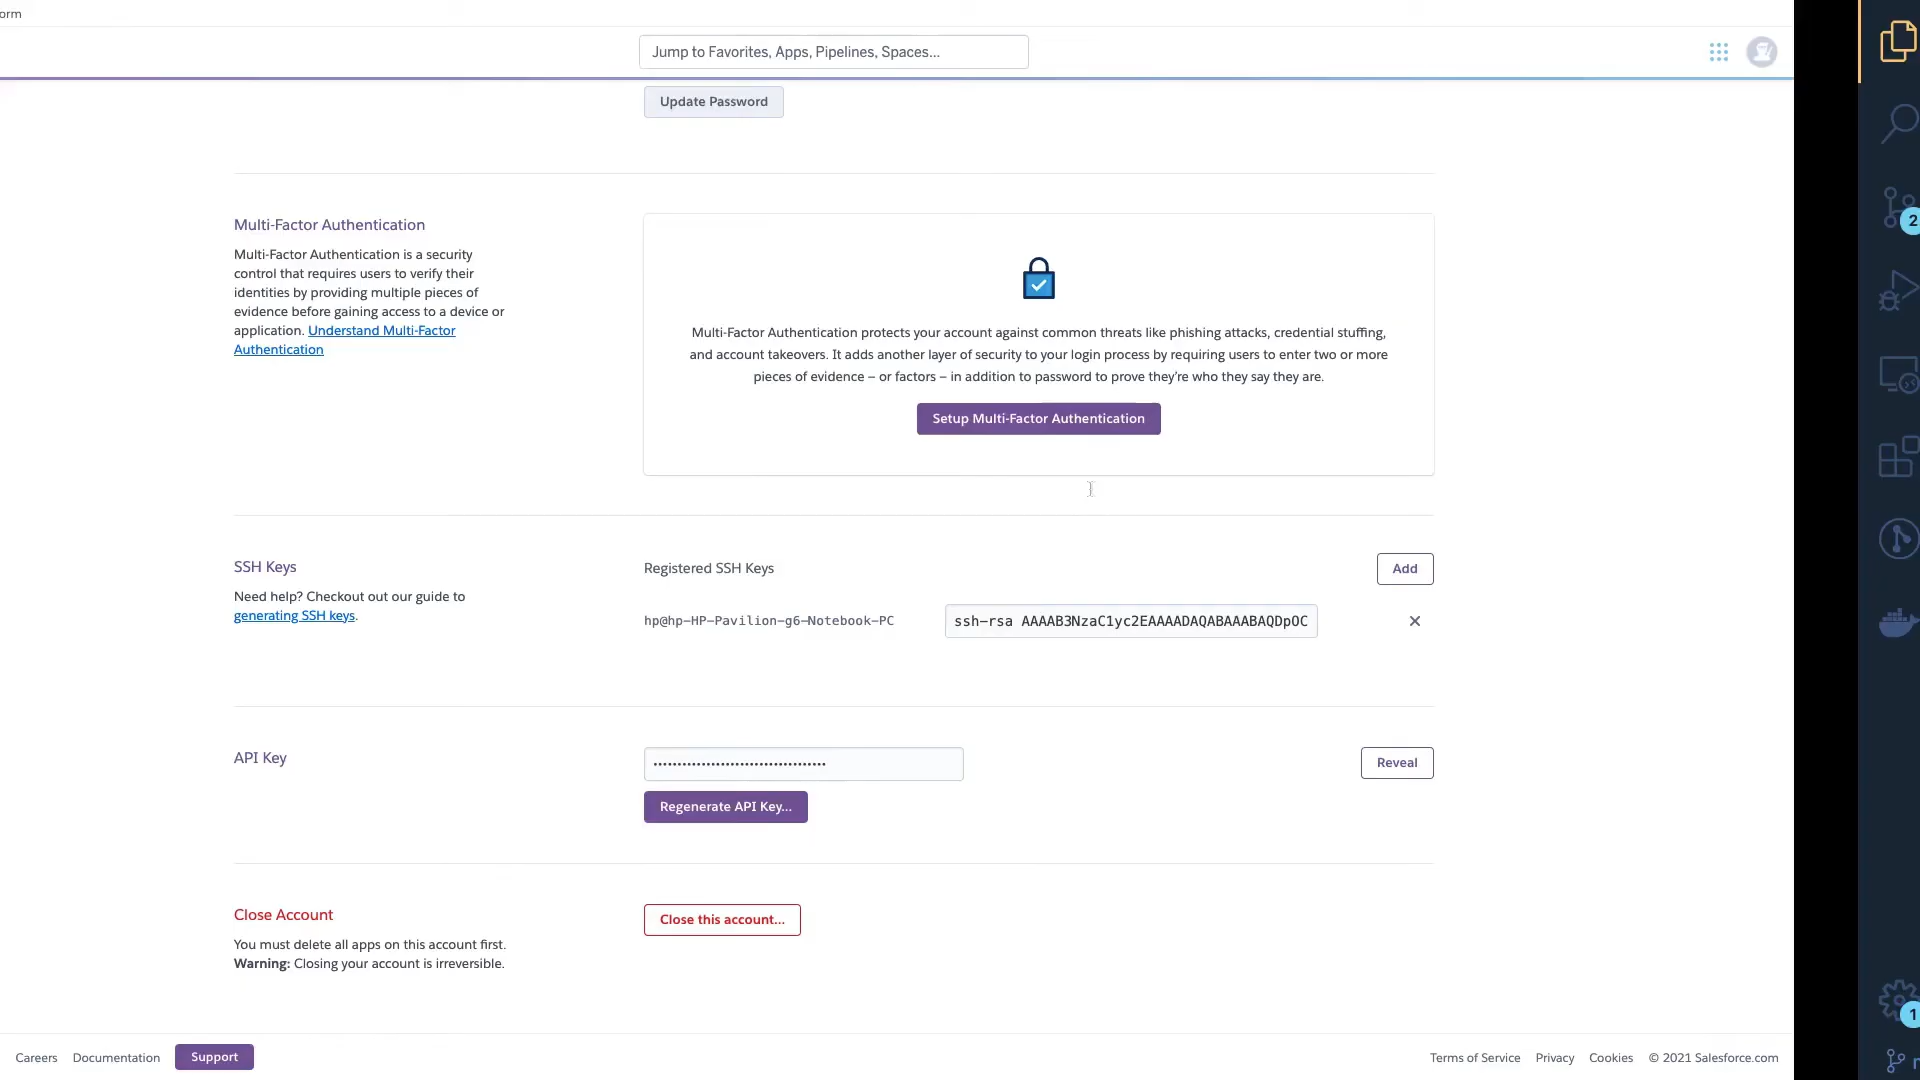 orm
Jump to Favorites, Apps, Pipelines, Spaces...
Update Password
Multi-Factor Authentication
Multi-Factor Authentication is a security
control that requires users to verify their
identities by providing multiple pieces of
evidence before gaining access to a device or
application. Understand Multi-Factor
Authentication
Multi-Factor Authentication protects your account against common threats like phishing attacks, credential stuffing,
and account takeovers. It adds another layer of security to your login process by requiring users to enter two or more
pieces of evidence – or factors – in addition to password to prove they're who they say they are.
Setup Multi-Factor Authentication
SSH Keys
Need help? Checkout out our guide to
generating SSH keys.
Registered SSH Keys
Add
hp@hp-HP-Pavilion-g6-Notebook-PC
ssh-rsa AAAAB3NzaC1yc2EAAAADAQABAAABAQDpOC
API Key
Reveal
Regenerate API Key...
Close Account
You must delete all apps on this account first.
Warning: Closing your account is irreversible.
Close this account...
Careers Documentation Support
Terms of Service Privacy Cookies © 2021 Salesforce.com
2
1